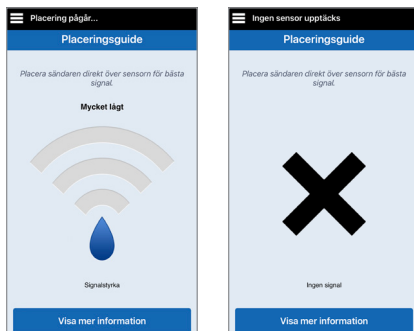 Placering pågår...
Placeringsguide
Placera sändaren direkt över sensorn för bästa
signal.
Mycket lågt
Signalstyrka
Visa mer information
Ingen sensor upptäcks
Placeringsguide
Placera sändaren direkt över sensorn för bästa
signal.
Ingen signal
Visa mer information